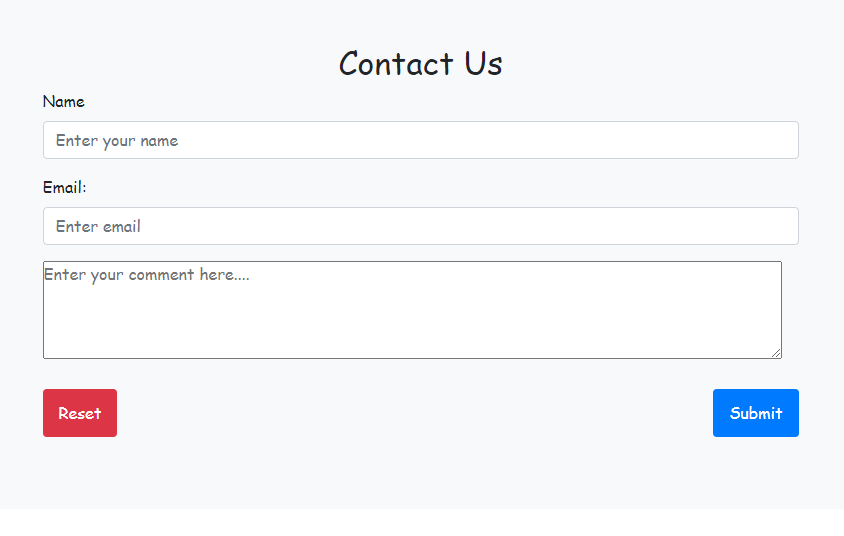 Contact Us
Name
Enter your name
Email:
Enter email
Enter your comment here....
Reset
Submit